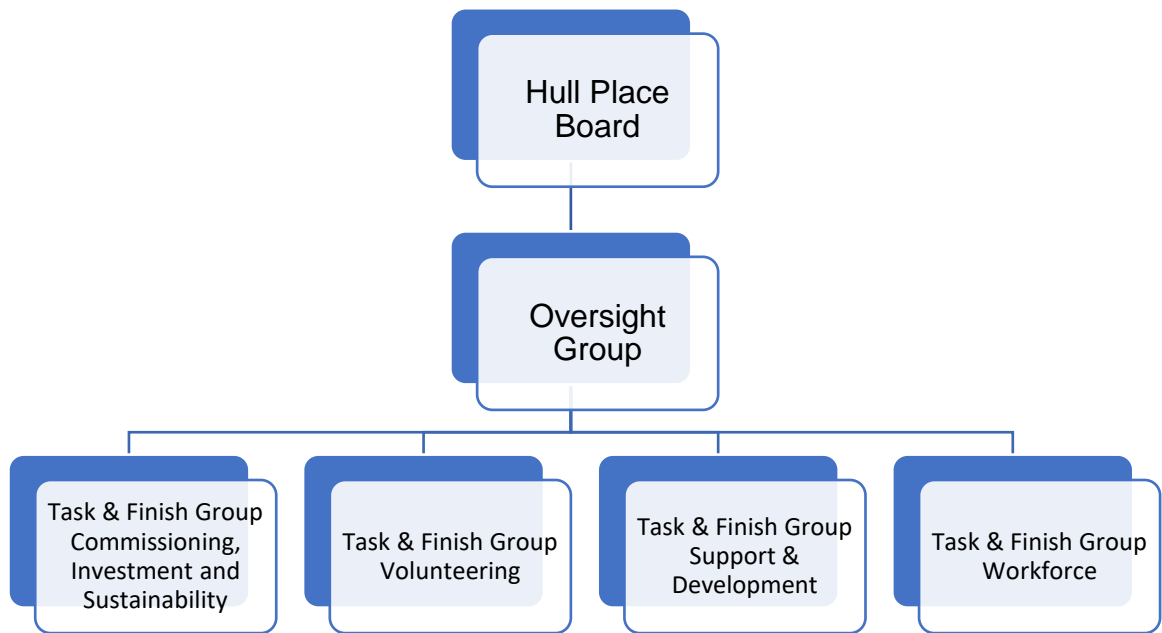 Hull Place
Board
Oversight
Group
Task & Finish Group
Commissioning,
Investment and
Sustainability
Task & Finish Group
Volunteering
Task & Finish Group
Support &
Development
Task & Finish Group
Workforce